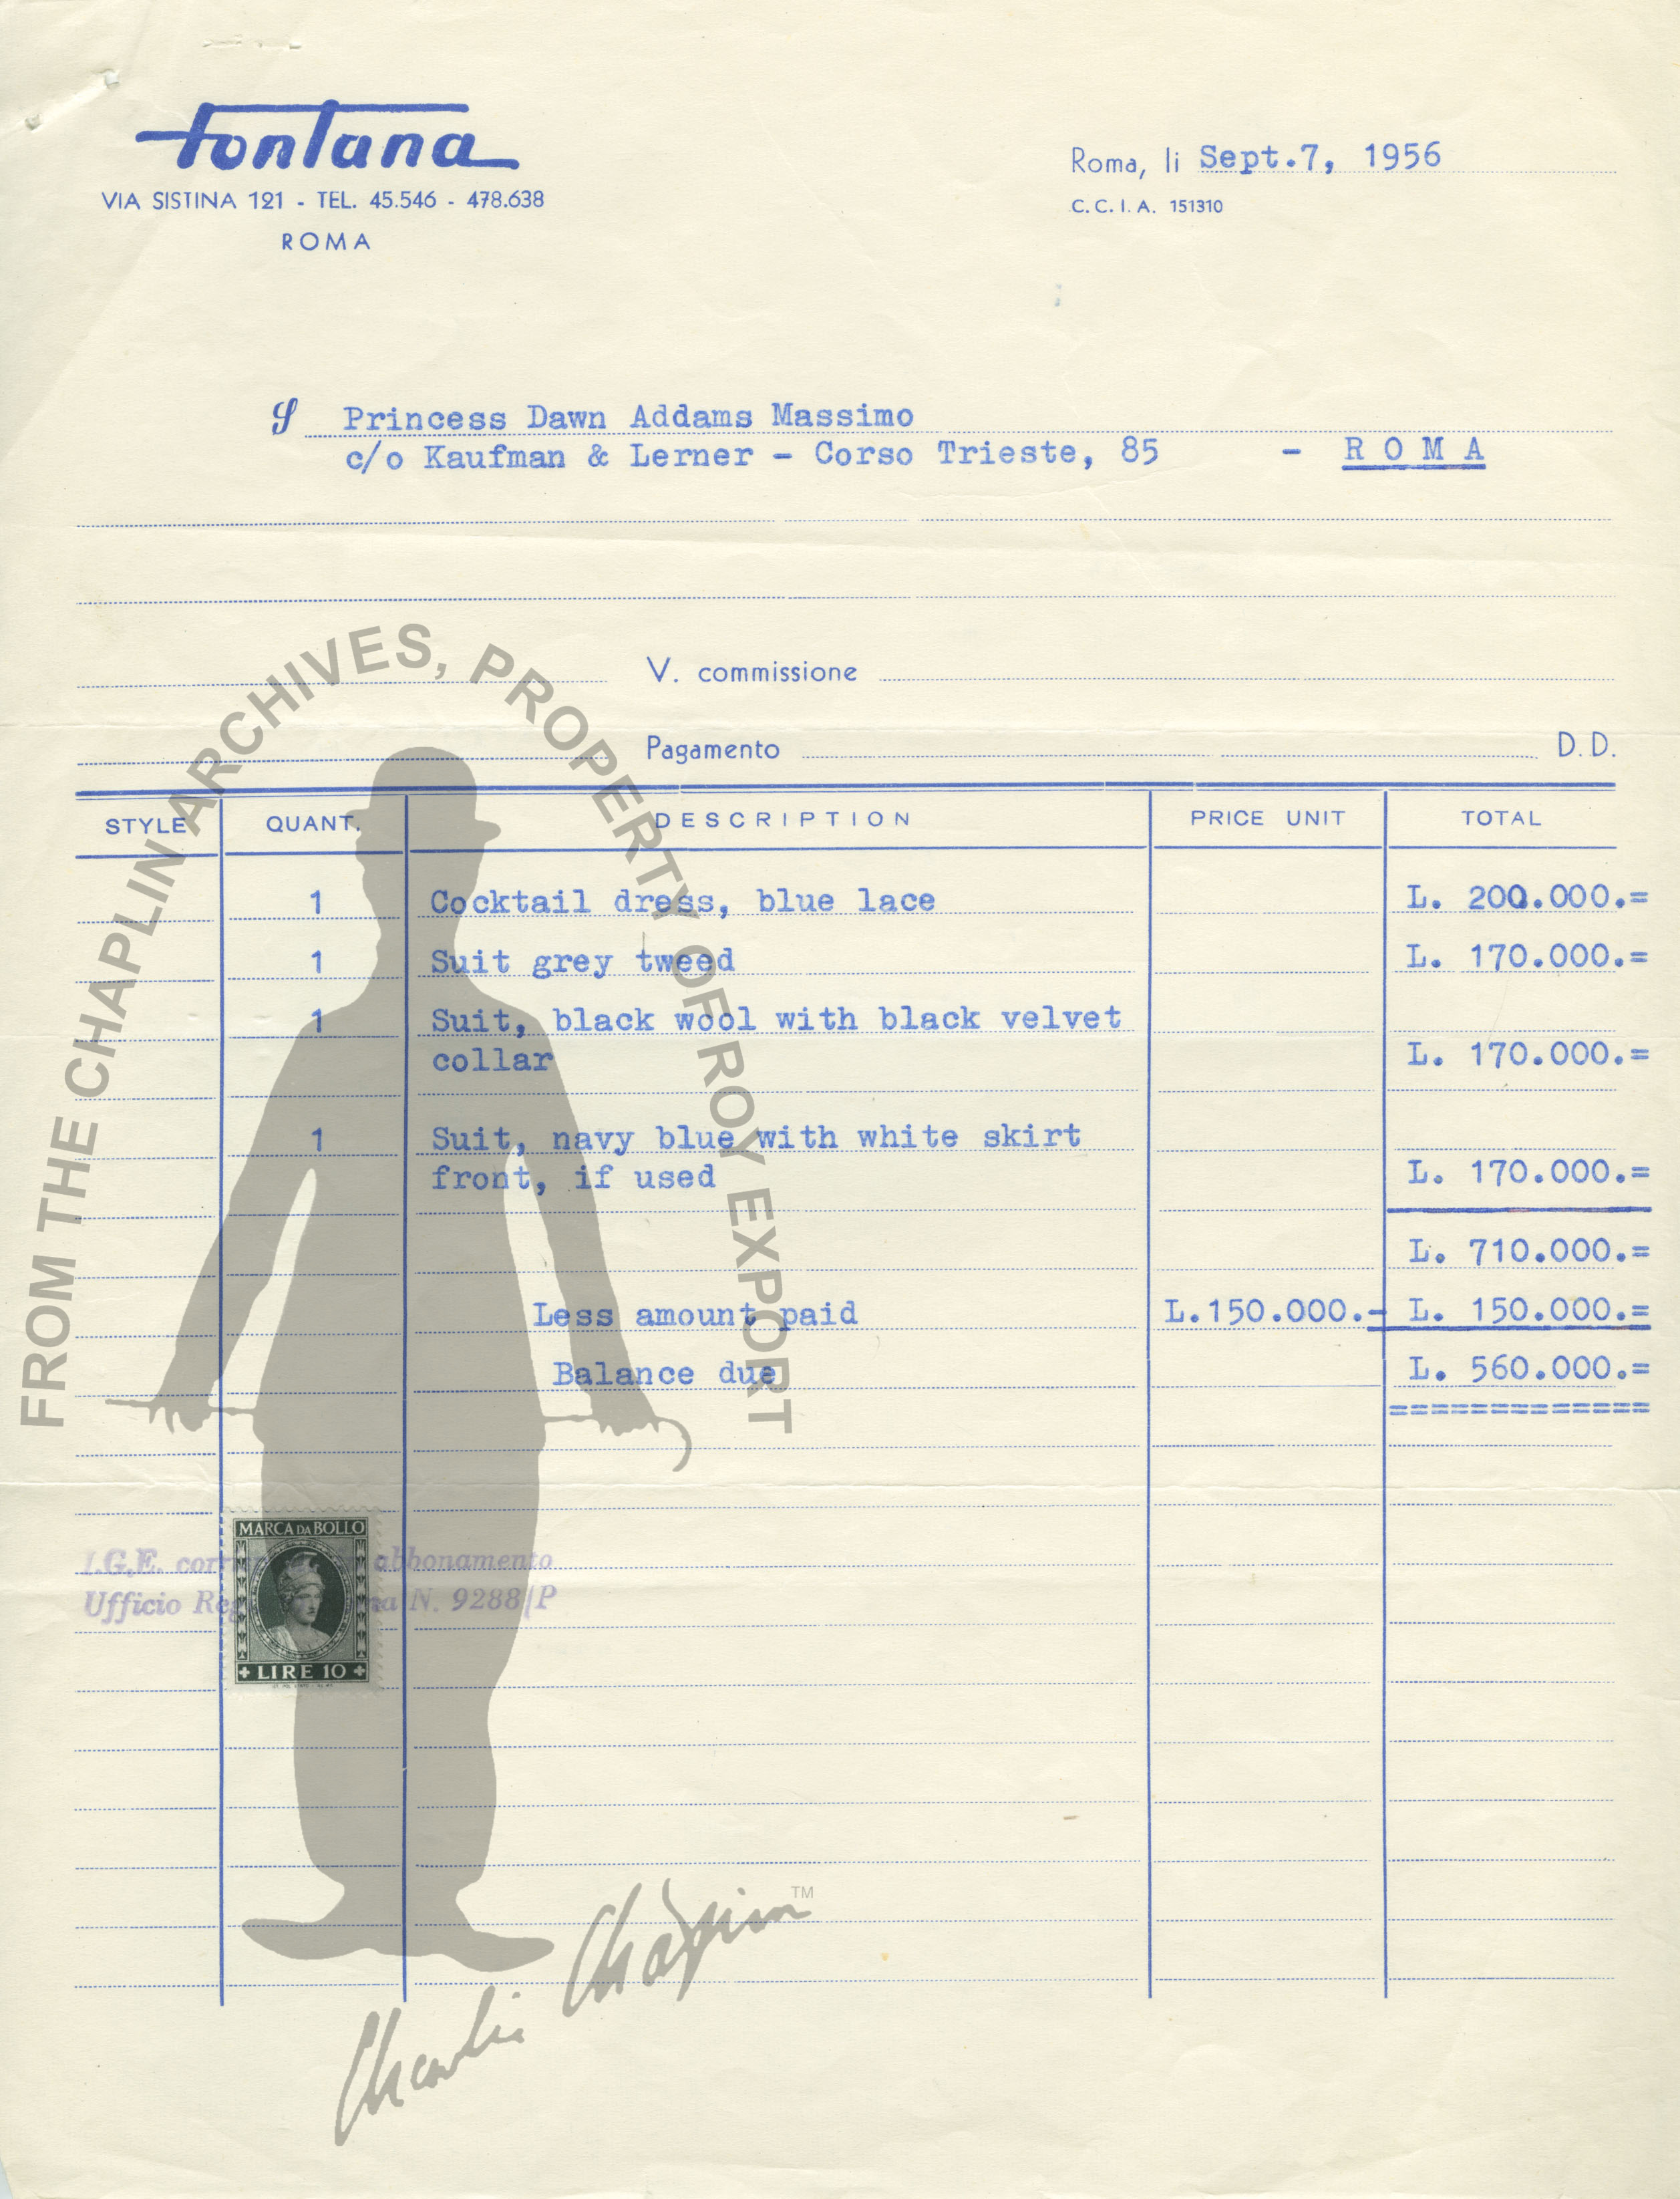 fontana
VIA SISTINA 121 - TEL. 45.546 - 478.638
ROMA
Roma, li Sept.7, 1956
C.C.I.A. 151310
Princess Dawn Addams Massimo
c/o Kaufman & Lerner - Corso Trieste, 85 - R O M A
V. commissione
Pagamento D.D.
STYLE QUANT. DESCRIPTION PRICE UNIT TOTAL
1 Cocktail dress, blue lace L. 200.000.=
1 Suit grey tweed L. 170.000.=
1 Suit, black wool with black velvet
collar L. 170.000.=
1 Suit, navy blue with white skirt
front, if used L. 170.000.=
L. 710.000.=
Less amount paid L.150.000.- L. 150.000.=
Balance due L. 560.000.=
=============
MARCA DA BOLLO
I.G.E. abbonamento
Ufficio N. 9288/P
LIRE 10
FROM THE CHAPLIN ARCHIVES, PROPERTY OF ROY EXPORT
Charlie Chaplin TM